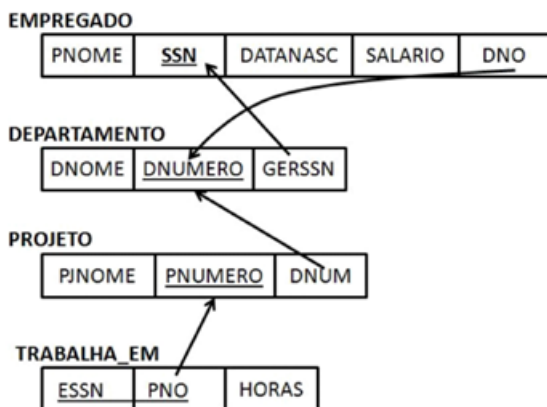 EMPREGADO
PNOME SSN DATANASC SALARIO DNO
DEPARTAMENTO
DNOME DNUMERO GERSSN
PROJETO
PJNOME PNUMERO DNUM
TRABALHA_EM
ESSN PNO HORAS